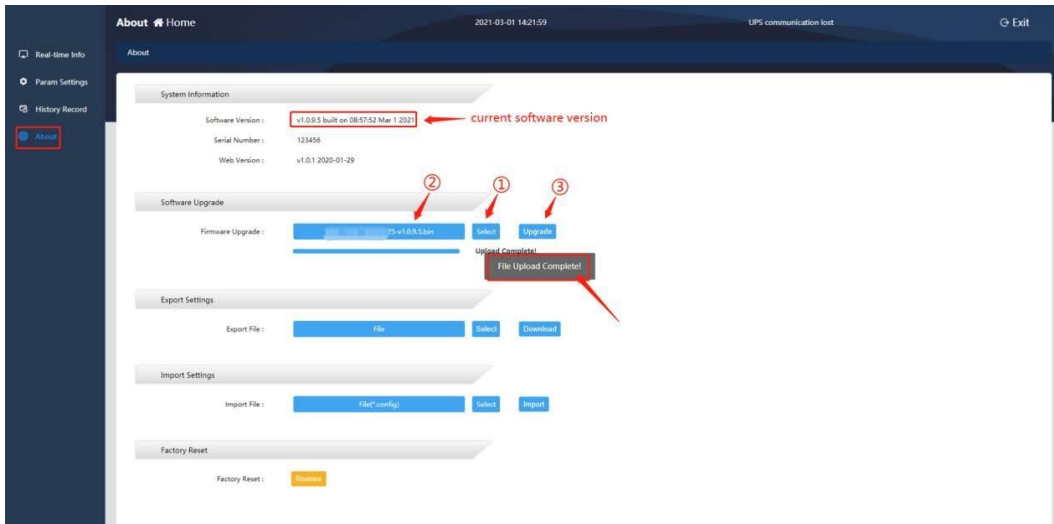 About Home 2021-03-01 14:21:59 UPS communication lost Exit
Real-time Info
About
Param Settings
History Record
About
System Information
Software Version : v1.0.9.5 built on 08:57:52 Mar 1 2021 current software version
Serial Number : 123456
Web Version : v1.0.1 2020-01-29
② ① ③
Software Upgrade
Firmware Upgrade : 25-v1.0.9.5.bin Select Upgrade
Upload Complete!
File Upload Complete!
Export Settings
Export File : File Select Download
Import Settings
Import File : File(*.config) Select Import
Factory Reset
Factory Reset : Restore